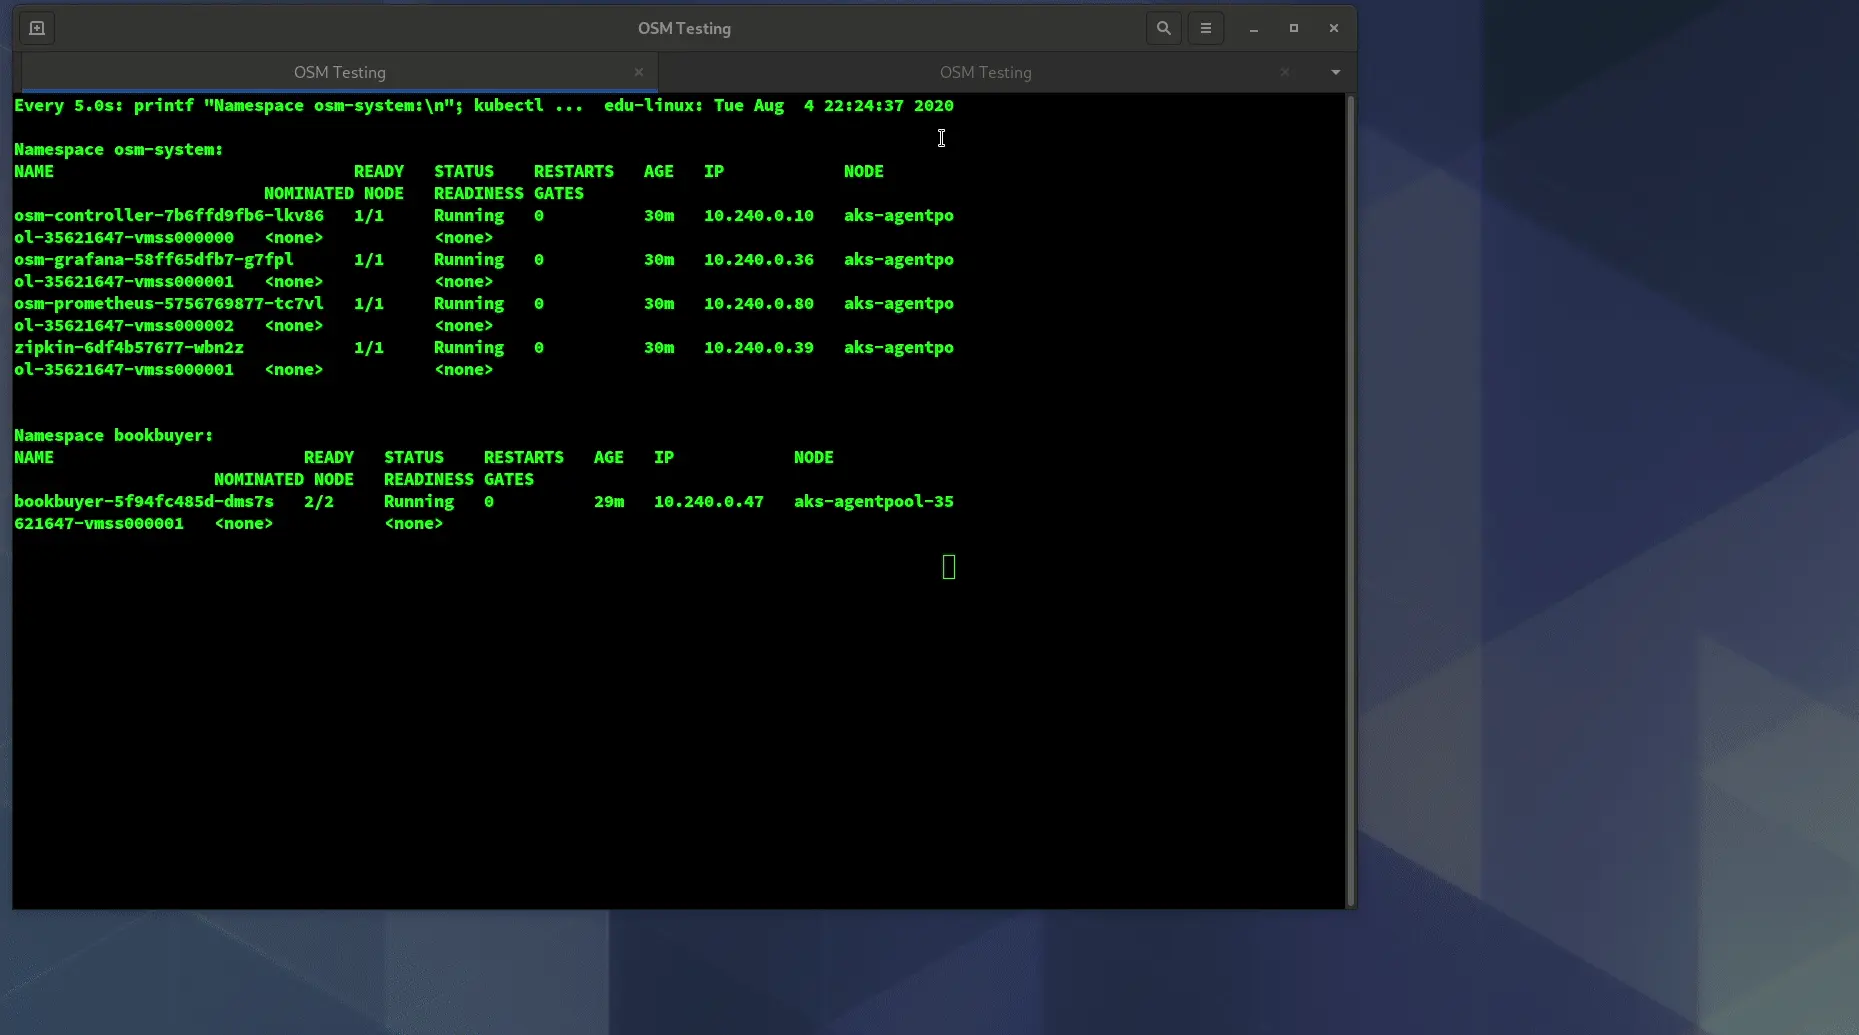 OSM Testing
OSM Testing
OSM Testing
Every 5.0s: printf "Namespace osm-system:\n"; kubectl ...  edu-linux: Tue Aug  4 22:24:37 2020
Namespace osm-system:
NAME                              READY   STATUS    RESTARTS   AGE   IP            NODE
                         NOMINATED NODE   READINESS GATES
osm-controller-7b6ffd9fb6-lkv86   1/1     Running   0          30m   10.240.0.10   aks-agentpo
ol-35621647-vmss000000   <none>           <none>
osm-grafana-58ff65dfb7-g7fpl      1/1     Running   0          30m   10.240.0.36   aks-agentpo
ol-35621647-vmss000001   <none>           <none>
osm-prometheus-5756769877-tc7vl   1/1     Running   0          30m   10.240.0.80   aks-agentpo
ol-35621647-vmss000002   <none>           <none>
zipkin-6df4b57677-wbn2z           1/1     Running   0          30m   10.240.0.39   aks-agentpo
ol-35621647-vmss000001   <none>           <none>
Namespace bookbuyer:
NAME                         READY   STATUS    RESTARTS   AGE   IP            NODE
                    NOMINATED NODE   READINESS GATES
bookbuyer-5f94fc485d-dms7s   2/2     Running   0          29m   10.240.0.47   aks-agentpool-35
621647-vmss000001   <none>           <none>